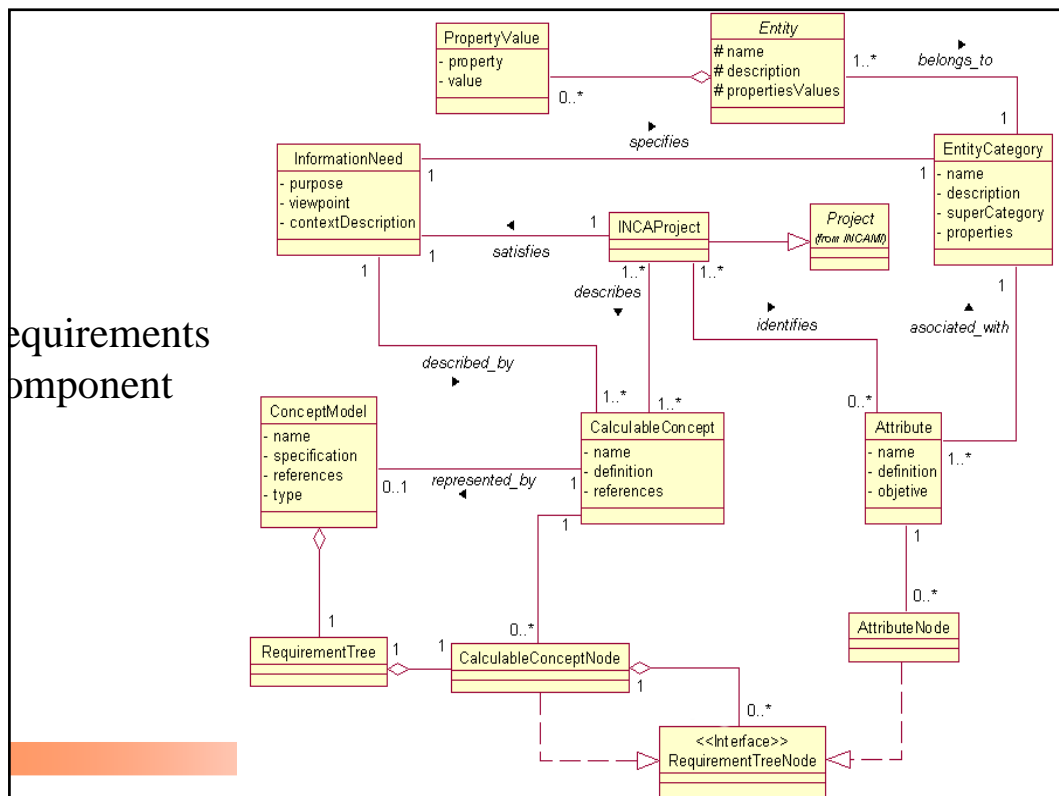 PropertyValue
- property
- value
0..*
Entity
# name
# description
# propertiesValues
1..*
belongs_to
1
specifies
InformationNeed
- purpose
- viewpoint
- contextDescription
1
1
EntityCategory
- name
- description
- superCategory
- properties
1
satisfies
1
INCAProject
Project
(from INCAMI)
1
1..*
describes
1..*
identifies
1
asociated_with
equirements
omponent
described_by
1..*
1..*
0..*
ConceptModel
- name
- specification
- references
- type
0..1
represented_by
1
CalculableConcept
- name
- definition
- references
Attribute
- name
- definition
- objetive
1..*
1
1
0..*
0..*
AttributeNode
1
RequirementTree
1
1
CalculableConceptNode
1
0..*
<<Interface>>
RequirementTreeNode